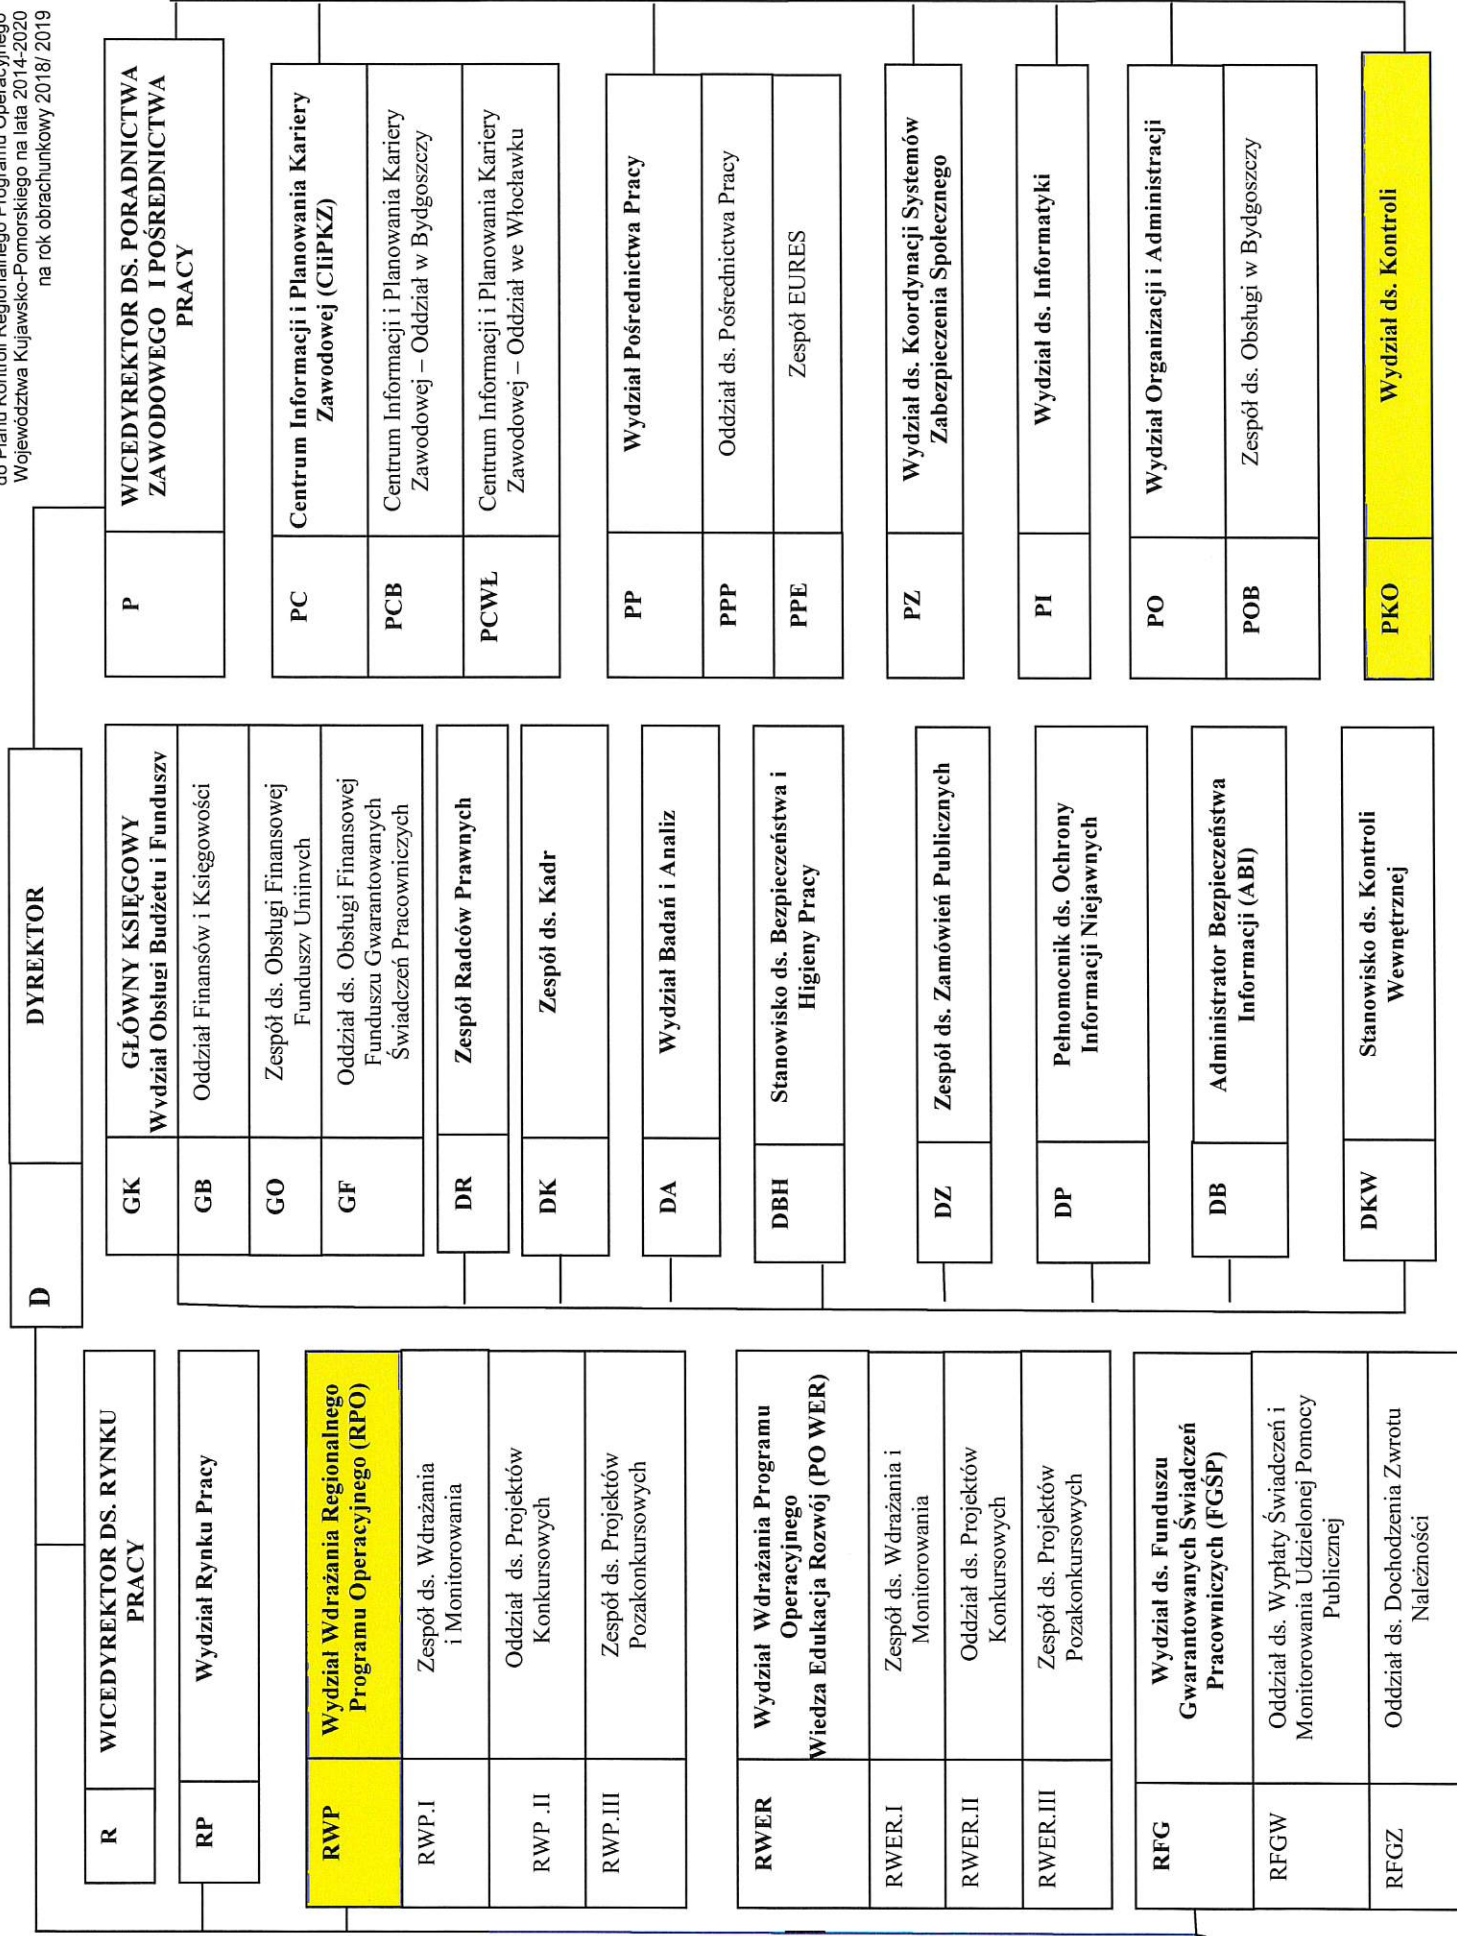 do Planu Kontroli Regionalnego Programu Operacyjnego
Województwa Kujawsko-Pomorskiego na lata 2014-2020
na rok obrachunkowy 2018/ 2019
D
DYREKTOR
R
WICEDYREKTOR DS. RYNKU
PRACY
RP
Wydział Rynku Pracy
RWP
Wydział Wdrażania Regionalnego
Programu Operacyjnego (RPO)
RWP.I
Zespół ds. Wdrażania
i Monitorowania
RWP .II
Oddział ds. Projektów
Konkursowych
RWP.III
Zespół ds. Projektów
Pozakonkursowych
RWER
Wydział Wdrażania Programu
Operacyjnego
Wiedza Edukacja Rozwój (PO WER)
RWER.I
Zespół ds. Wdrażania i
Monitorowania
RWER.II
Oddział ds. Projektów
Konkursowych
RWER.III
Zespół ds. Projektów
Pozakonkursowych
RFG
Wydział ds. Funduszu
Gwarantowanych Świadczeń
Pracowniczych (FGŚP)
RFGW
Oddział ds. Wypłaty Świadczeń i
Monitorowania Udzielonej Pomocy
Publicznej
RFGZ
Oddział ds. Dochodzenia Zwrotu
Należności
GK
GŁÓWNY KSIĘGOWY
Wydział Obsługi Budżetu i Funduszy
GB
Oddział Finansów i Księgowości
GO
Zespół ds. Obsługi Finansowej
Funduszy Unijnych
GF
Oddział ds. Obsługi Finansowej
Funduszu Gwarantowanych
Świadczeń Pracowniczych
DR
Zespół Radców Prawnych
DK
Zespół ds. Kadr
DA
Wydział Badań i Analiz
DBH
Stanowisko ds. Bezpieczeństwa i
Higieny Pracy
DZ
Zespół ds. Zamówień Publicznych
DP
Pełnomocnik ds. Ochrony
Informacji Niejawnych
DB
Administrator Bezpieczeństwa
Informacji (ABI)
DKW
Stanowisko ds. Kontroli
Wewnętrznej
P
WICEDYREKTOR DS. PORADNICTWA
ZAWODOWEGO I POŚREDNICTWA
PRACY
PC
Centrum Informacji i Planowania Kariery
Zawodowej (CIiPKZ)
PCB
Centrum Informacji i Planowania Kariery
Zawodowej – Oddział w Bydgoszczy
PCWŁ
Centrum Informacji i Planowania Kariery
Zawodowej – Oddział we Włocławku
PP
Wydział Pośrednictwa Pracy
PPP
Oddział ds. Pośrednictwa Pracy
PPE
Zespół EURES
PZ
Wydział ds. Koordynacji Systemów
Zabezpieczenia Społecznego
PI
Wydział ds. Informatyki
PO
Wydział Organizacji i Administracji
POB
Zespół ds. Obsługi w Bydgoszczy
PKO
Wydział ds. Kontroli